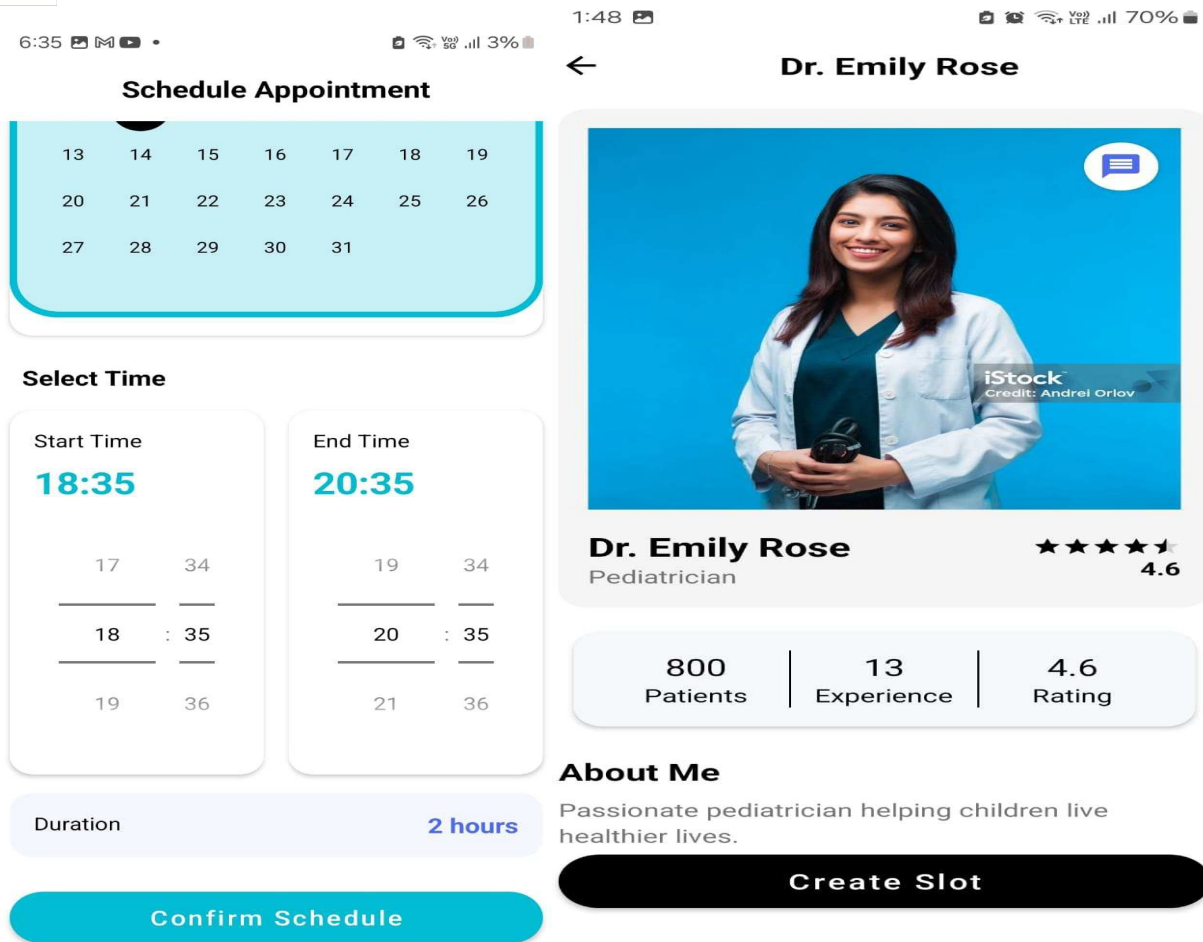 6:35
Vo)) 5G 3%
Schedule Appointment
13 14 15 16 17 18 19
20 21 22 23 24 25 26
27 28 29 30 31
Select Time
Start Time
18:35
17 34
18 : 35
19 36
End Time
20:35
19 34
20 : 35
21 36
Duration
2 hours
Confirm Schedule
1:48
Vo)) LTE 70%
Dr. Emily Rose
iStock
Credit: Andrei Orlov
Dr. Emily Rose
4.6
Pediatrician
800
Patients
13
Experience
4.6
Rating
About Me
Passionate pediatrician helping children live
healthier lives.
Create Slot